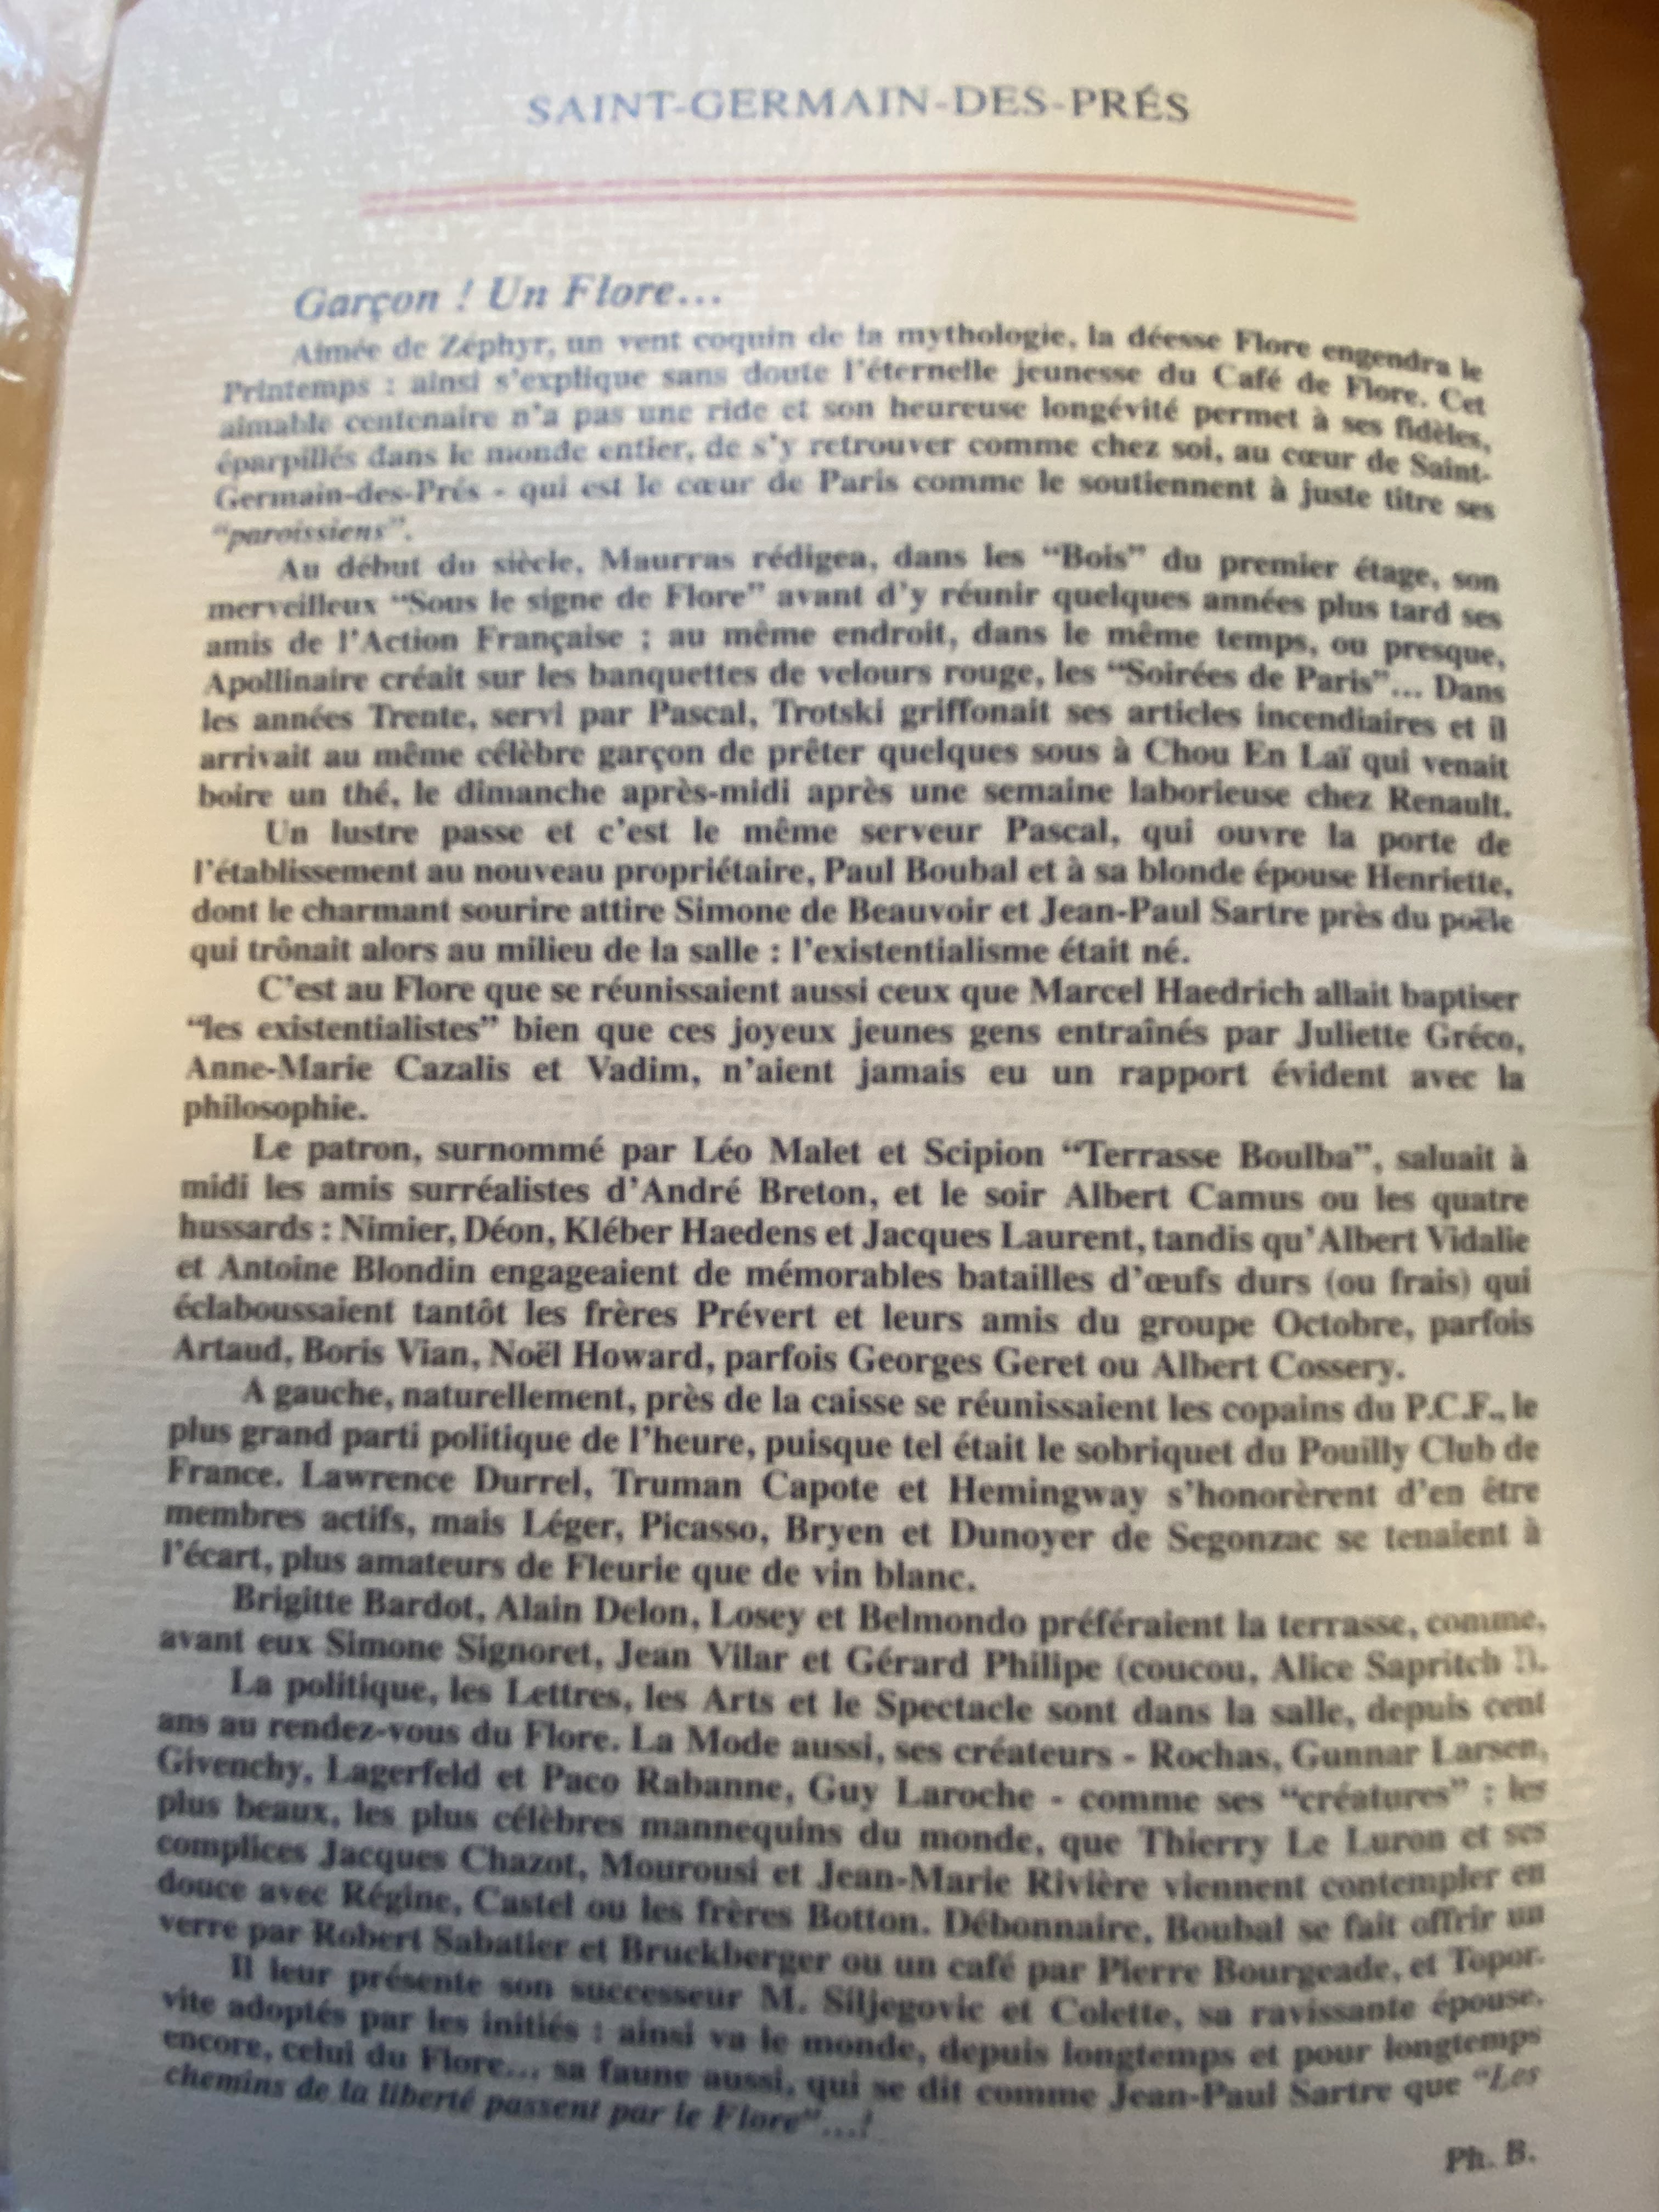 SAINT-GERMAIN-DES-PRÉS
Garçon ! Un Flore...
Aimée de Zéphyr, un vent coquin de la mythologie, la déesse Flore engendra le
Printemps : ainsi s'explique sans doute l'éternelle jeunesse du Café de Flore. Cet
aimable centenaire n'a pas une ride et son heureuse longévité permet à ses fidèles,
éparpillés dans le monde entier, de s'y retrouver comme chez soi, au cœur de Saint-
Germain-des-Prés - qui est le cœur de Paris comme le soutiennent à juste titre ses
“paroissiens”.
Au début du siècle, Maurras rédigea, dans les “Bois” du premier étage, son
merveilleux “Sous le signe de Flore” avant d'y réunir quelques années plus tard ses
amis de l'Action Française ; au même endroit, dans le même temps, ou presque,
Apollinaire créait sur les banquettes de velours rouge, les “Soirées de Paris”... Dans
les années Trente, servi par Pascal, Trotski griffonait ses articles incendiaires et il
arrivait au même célèbre garçon de prêter quelques sous à Chou En Laï qui venait
boire un thé, le dimanche après-midi après une semaine laborieuse chez Renault.
Un lustre passe et c'est le même serveur Pascal, qui ouvre la porte de
l'établissement au nouveau propriétaire, Paul Boubal et à sa blonde épouse Henriette,
dont le charmant sourire attire Simone de Beauvoir et Jean-Paul Sartre près du poële
qui trônait alors au milieu de la salle : l'existentialisme était né.
C'est au Flore que se réunissaient aussi ceux que Marcel Haedrich allait baptiser
“les existentialistes” bien que ces joyeux jeunes gens entraînés par Juliette Gréco,
Anne-Marie Cazalis et Vadim, n'aient jamais eu un rapport évident avec la
philosophie.
Le patron, surnommé par Léo Malet et Scipion “Terrasse Boulba”, saluait à
midi les amis surréalistes d'André Breton, et le soir Albert Camus ou les quatre
hussards : Nimier, Déon, Kléber Haedens et Jacques Laurent, tandis qu'Albert Vidalie
et Antoine Blondin engageaient de mémorables batailles d'œufs durs (ou frais) qui
éclaboussaient tantôt les frères Prévert et leurs amis du groupe Octobre, parfois
Artaud, Boris Vian, Noël Howard, parfois Georges Geret ou Albert Cossery.
A gauche, naturellement, près de la caisse se réunissaient les copains du P.C.F., le
plus grand parti politique de l'heure, puisque tel était le sobriquet du Pouilly Club de
France. Lawrence Durrel, Truman Capote et Hemingway s'honorèrent d'en être
membres actifs, mais Léger, Picasso, Bryen et Dunoyer de Segonzac se tenaient à
l'écart, plus amateurs de Fleurie que de vin blanc.
Brigitte Bardot, Alain Delon, Losey et Belmondo préféraient la terrasse, comme,
avant eux Simone Signoret, Jean Vilar et Gérard Philipe (coucou, Alice Sapritch !).
La politique, les Lettres, les Arts et le Spectacle sont dans la salle, depuis cent
ans au rendez-vous du Flore. La Mode aussi, ses créateurs - Rochas, Gunnar Larsen,
Givenchy, Lagerfeld et Paco Rabanne, Guy Laroche - comme ses “créatures” : les
plus beaux, les plus célèbres mannequins du monde, que Thierry Le Luron et ses
complices Jacques Chazot, Mourousi et Jean-Marie Rivière viennent contempler en
douce avec Régine, Castel ou les frères Botton. Débonnaire, Boubal se fait offrir un
verre par Robert Sabatier et Bruckberger ou un café par Pierre Bourgeade, et Topor.
Il leur présente son successeur M. Siljegovic et Colette, sa ravissante épouse,
vite adoptés par les initiés : ainsi va le monde, depuis longtemps et pour longtemps
encore, celui du Flore... sa faune aussi, qui se dit comme Jean-Paul Sartre que “Les
chemins de la liberté passent par le Flore”...!
Ph. B.